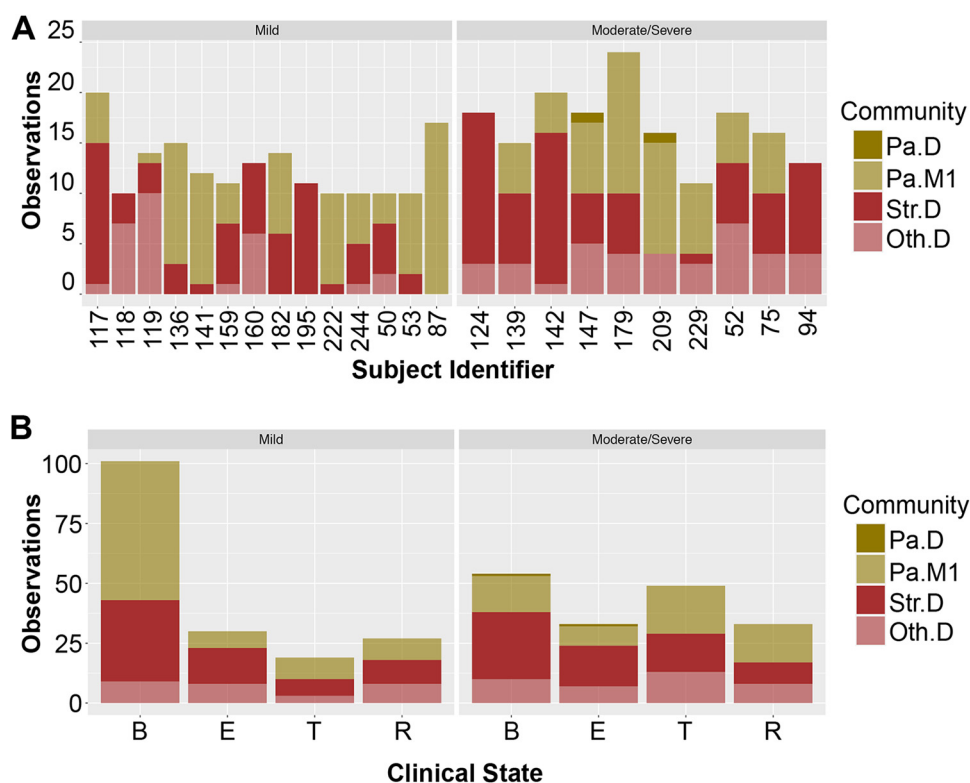 A
Mild
Moderate/Severe
25
20
15
10
5
0
Observations
117 118 119 136 141 159 160 182 195 222 244 50 53 87
124 139 142 147 179 209 229 52 75 94
Subject Identifier
Community
Pa.D
Pa.M1
Str.D
Oth.D
B
Mild
Moderate/Severe
100
75
50
25
0
Observations
B E T R
B E T R
Clinical State
Community
Pa.D
Pa.M1
Str.D
Oth.D